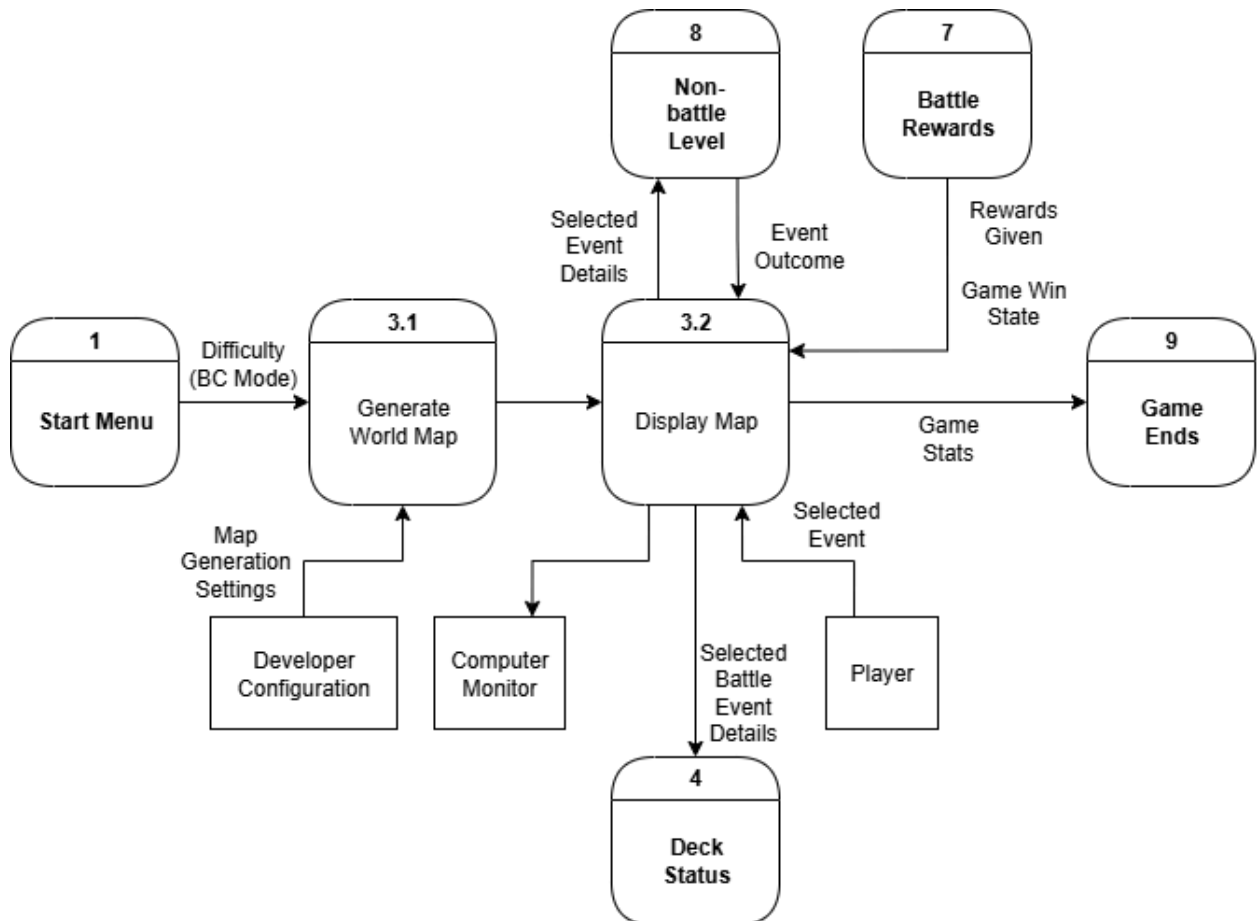 8
Non-
battle
Level
7
Battle
Rewards
Selected
Event
Details
Event
Outcome
Rewards
Given
Game Win
State
1
Start Menu
Difficulty
(BC Mode)
3.1
Generate
World Map
3.2
Display Map
Game
Stats
9
Game
Ends
Map
Generation
Settings
Selected
Event
Developer
Configuration
Computer
Monitor
Selected
Battle
Event
Details
Player
4
Deck
Status